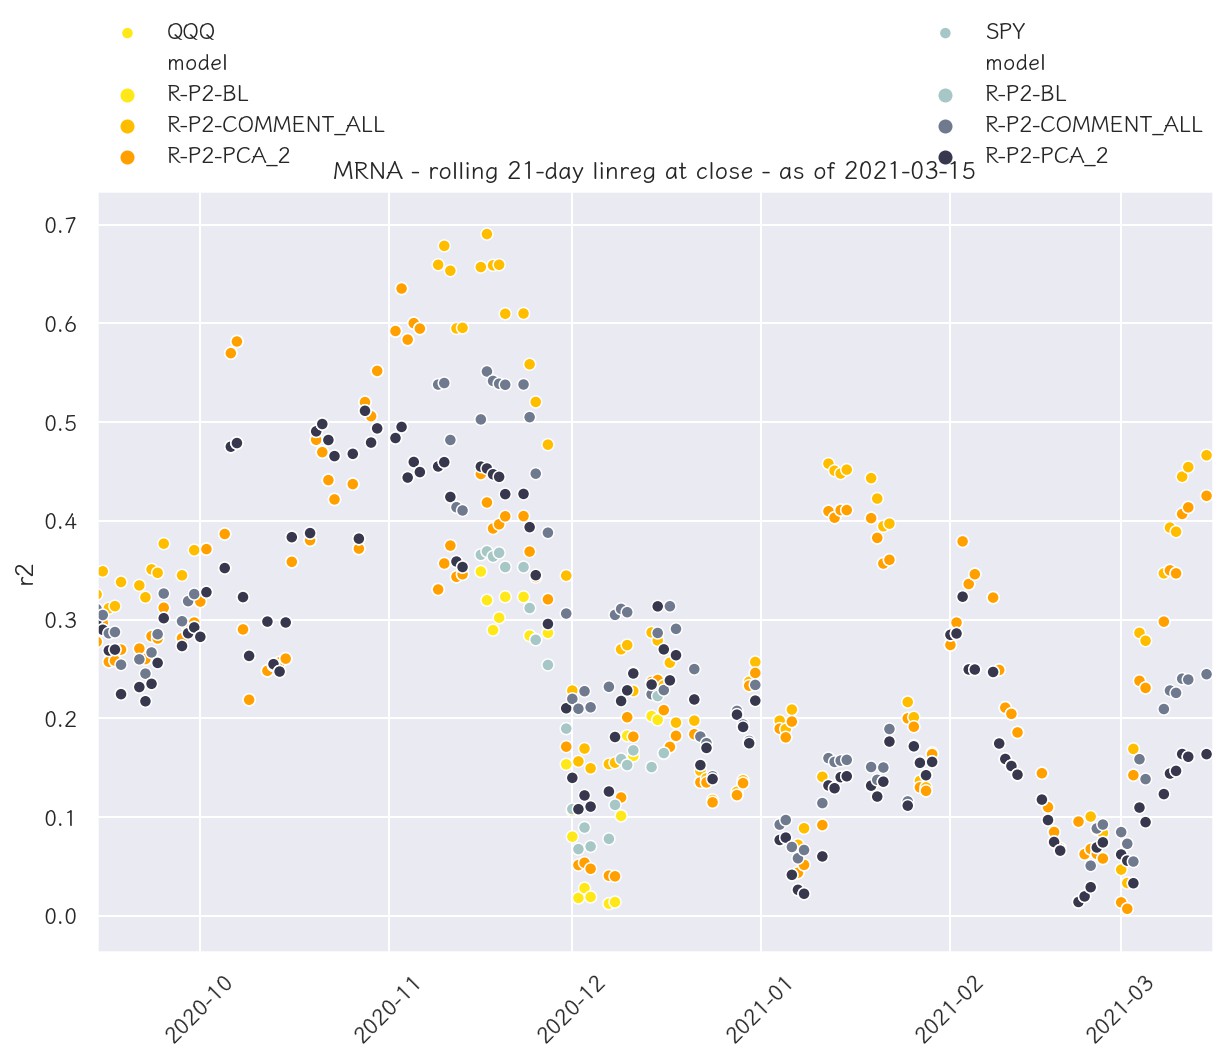 QQQ
model
R-P2-BL
R-P2-COMMENT_ALL
R-P2-PCA_2
SPY
model
R-P2-BL
R-P2-COMMENT_ALL
R-P2-PCA_2
MRNA - rolling 21-day linreg at close - as of 2021-03-15
0.7
0.6
0.5
0.4
0.3
0.2
0.1
0.0
r2
2020-10
2020-11
2020-12
2021-01
2021-02
2021-03